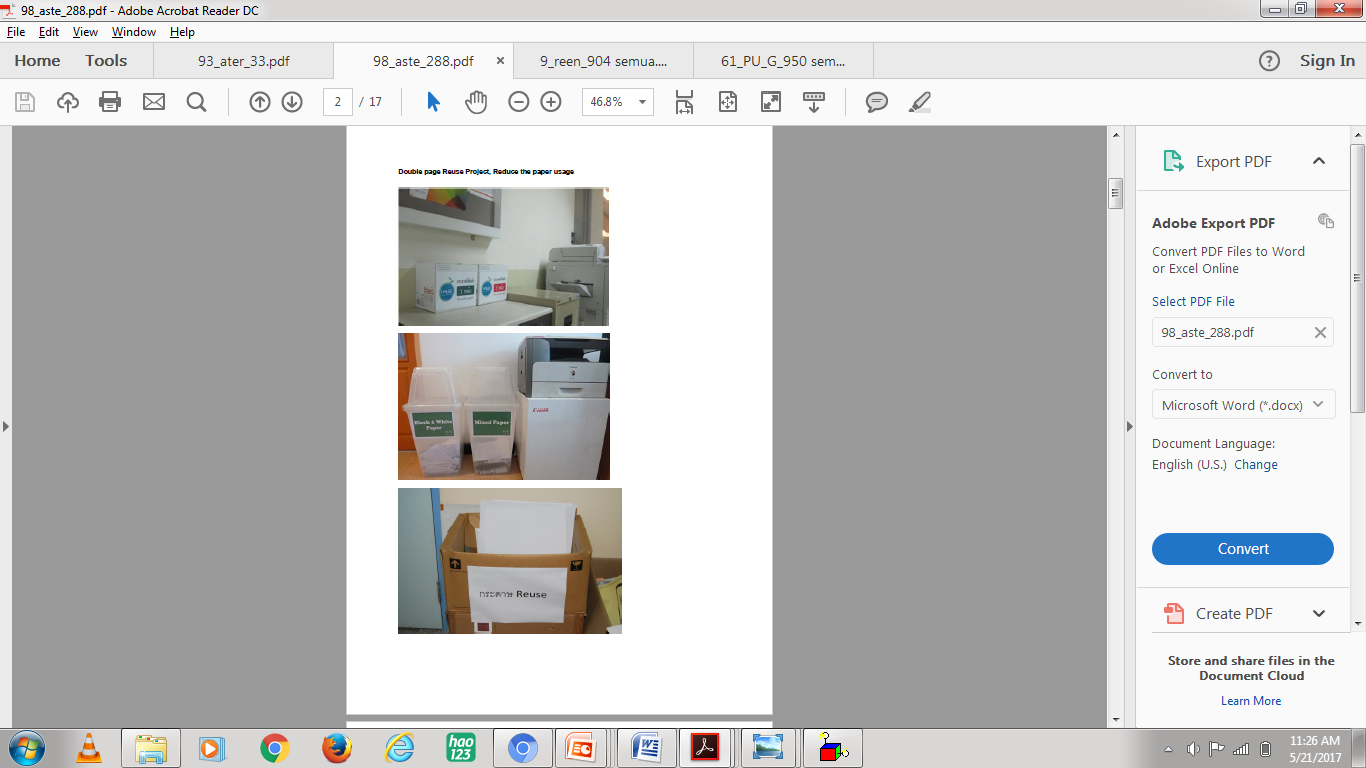 98_aste_288.pdf - Adobe Acrobat Reader DC
File Edit View Window Help
Home Tools 93_ater_33.pdf 98_aste_288.pdf × 9_reen_904 semua.... 61_PU_G_950 sem... ? Sign In
2 / 17 46.8%
Double page Reuse Project, Reduce the paper usage
Black & White
Paper
Mixed Paper
Canon
กระดาษ Reuse
Export PDF
Adobe Export PDF
Convert PDF Files to Word
or Excel Online
Select PDF File
98_aste_288.pdf
Convert to
Microsoft Word (*.docx)
Document Language:
English (U.S.) Change
Convert
Create PDF
Store and share files in the
Document Cloud
Learn More
hao
123
11:26 AM
5/21/2017